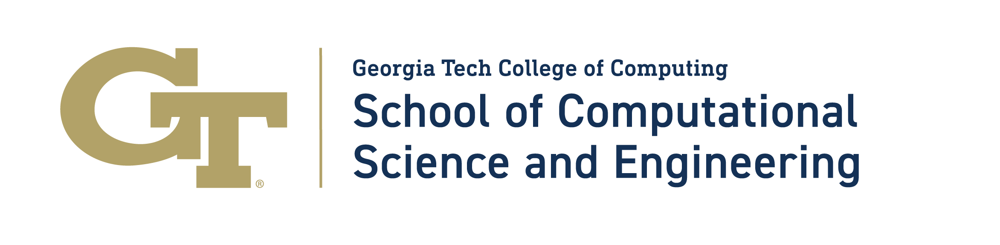 GT®
Georgia Tech College of Computing
School of Computational
Science and Engineering